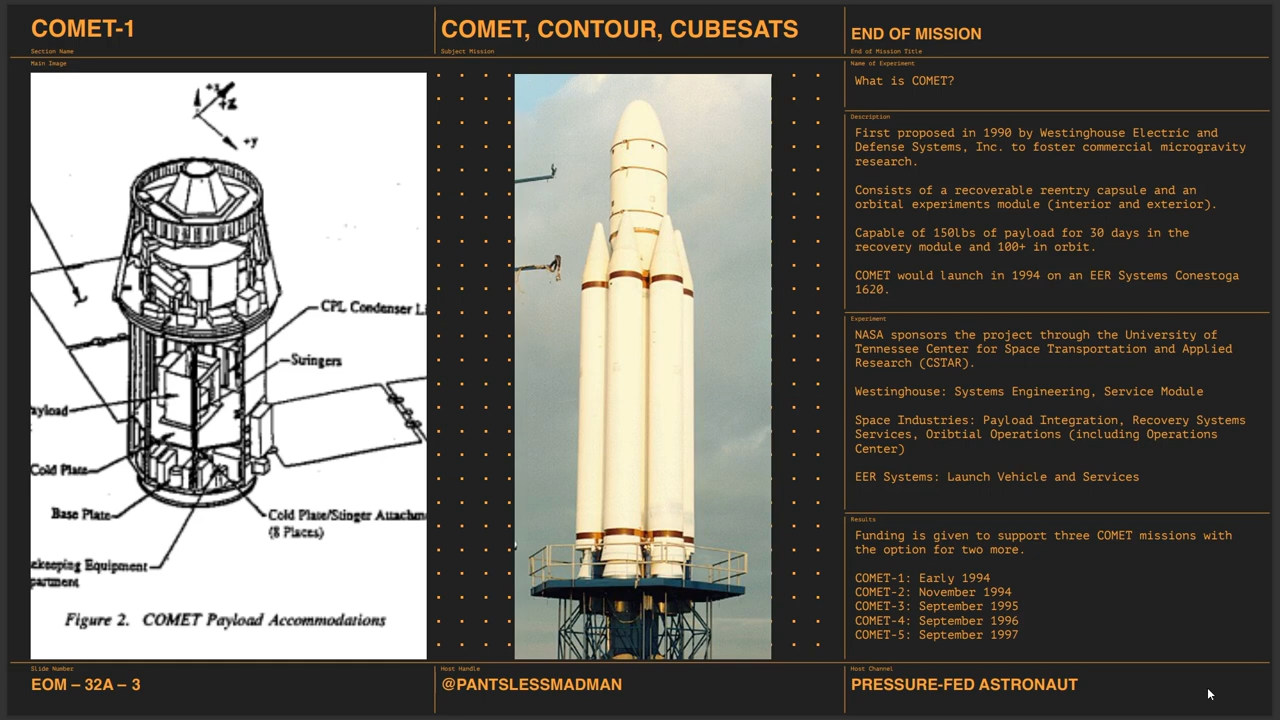 COMET-1
Section Name
COMET, CONTOUR, CUBESATS
Subject Mission
END OF MISSION
End of Mission Title
Main Image
+x
+z
+y
CPL Condenser Li
Stringers
ayload
Cold Plate
Base Plate
Cold Plate/Stinger Attachm
(8 Places)
ekeeping Equipment
partment
Figure 2. COMET Payload Accommodations
Name of Experiment
What is COMET?
Description
First proposed in 1990 by Westinghouse Electric and
Defense Systems, Inc. to foster commercial microgravity
research.
Consists of a recoverable reentry capsule and an
orbital experiments module (interior and exterior).
Capable of 150lbs of payload for 30 days in the
recovery module and 100+ in orbit.
COMET would launch in 1994 on an EER Systems Conestoga
1620.
Experiment
NASA sponsors the project through the University of
Tennessee Center for Space Transportation and Applied
Research (CSTAR).
Westinghouse: Systems Engineering, Service Module
Space Industries: Payload Integration, Recovery Systems
Services, Oribtial Operations (including Operations
Center)
EER Systems: Launch Vehicle and Services
Results
Funding is given to support three COMET missions with
the option for two more.
COMET-1: Early 1994
COMET-2: November 1994
COMET-3: September 1995
COMET-4: September 1996
COMET-5: September 1997
Slide Number
EOM – 32A – 3
Host Handle
@PANTSLESSMADMAN
Host Channel
PRESSURE-FED ASTRONAUT